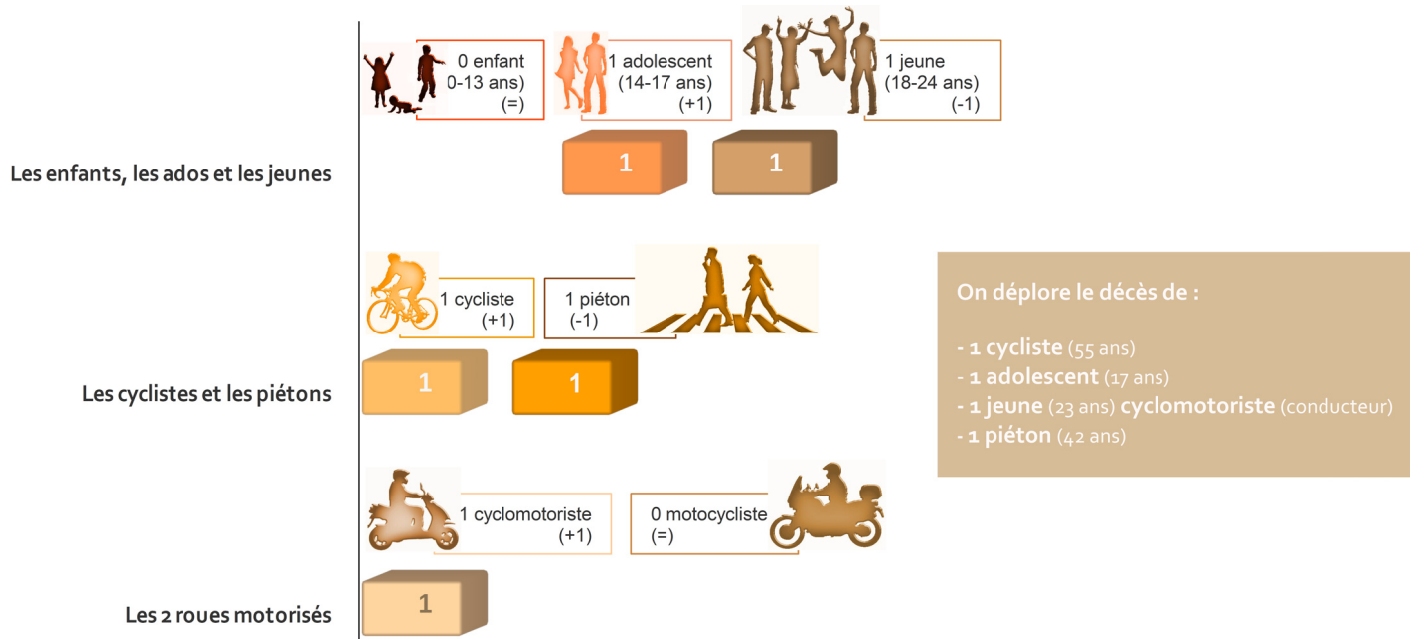 0 enfant
0-13 ans)
(=)
1 adolescent
(14-17 ans)
(+1)
1 jeune
(18-24 ans)
(-1)
1
1
Les enfants, les ados et les jeunes
1 cycliste
(+1)
1 piéton
(-1)
1
1
Les cyclistes et les piétons
On déplore le décès de :
- 1 cycliste (55 ans)
- 1 adolescent (17 ans)
- 1 jeune (23 ans) cyclomotoriste (conducteur)
- 1 piéton (42 ans)
1 cyclomotoriste
(+1)
0 motocycliste
(=)
1
Les 2 roues motorisés